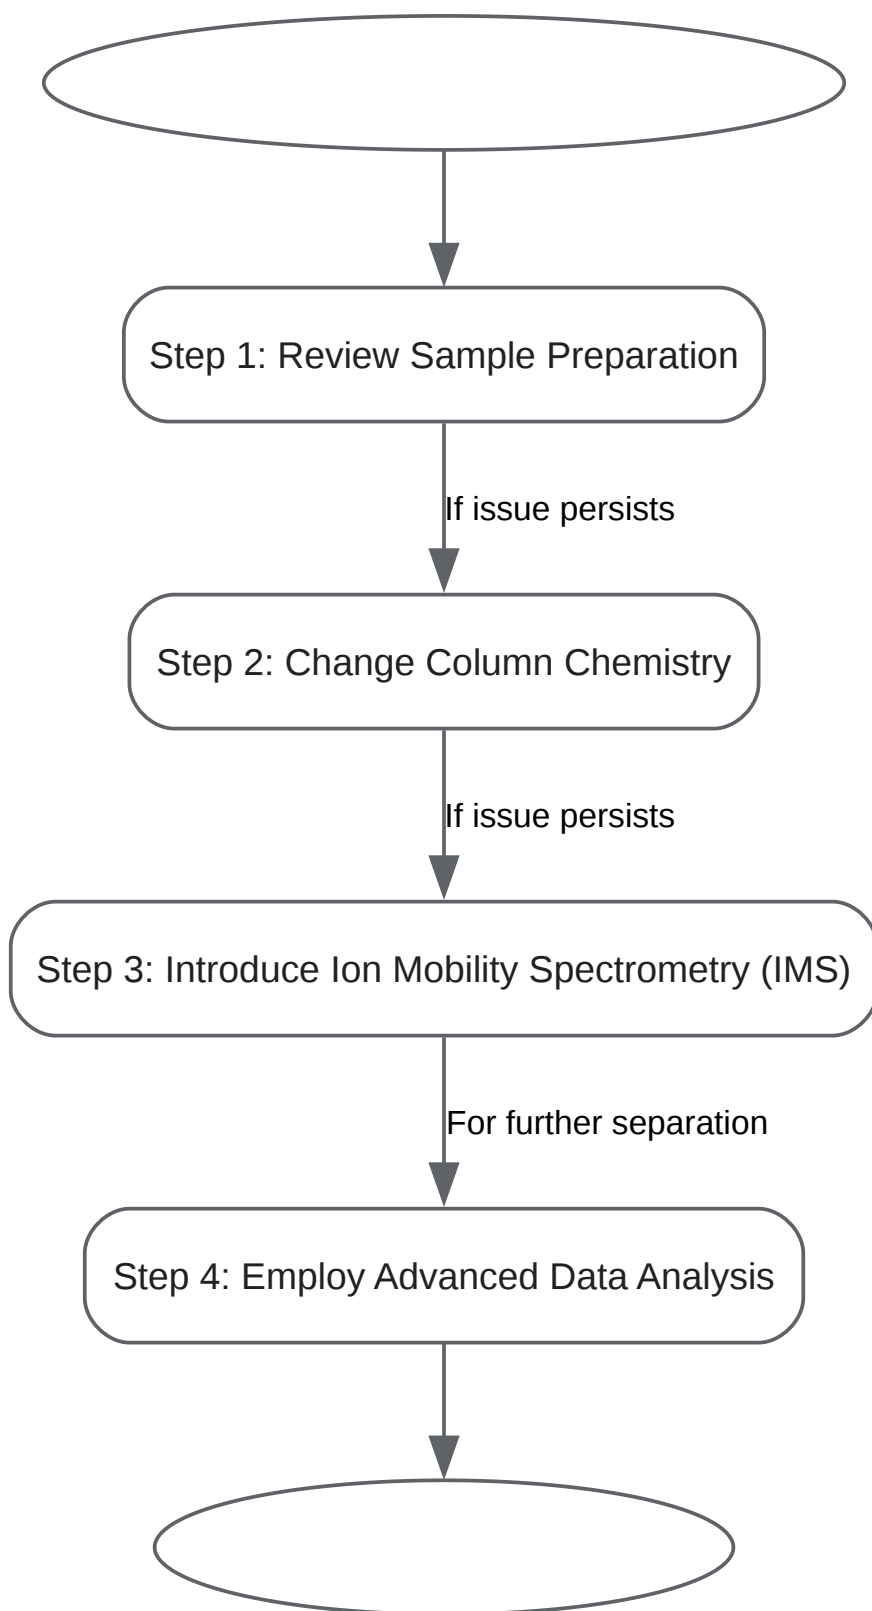 Step 1: Review Sample Preparation
If issue persists
Step 2: Change Column Chemistry
If issue persists
Step 3: Introduce Ion Mobility Spectrometry (IMS)
For further separation
Step 4: Employ Advanced Data Analysis